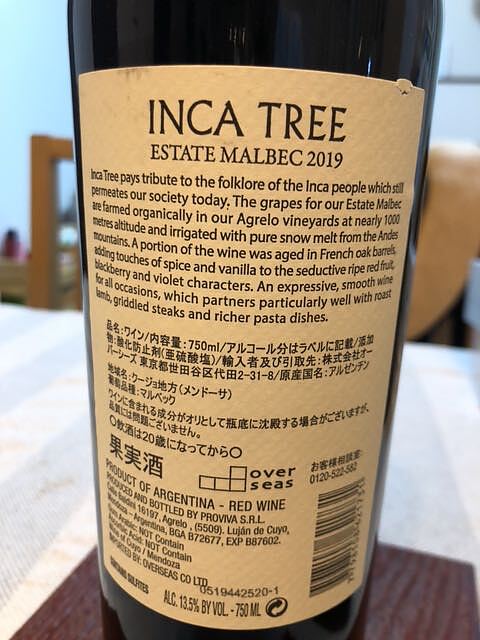 INCA TREE
ESTATE MALBEC 2019
Inca Tree pays tribute to the folklore of the Inca people which still
permeates our society today. The grapes for our Estate Malbec
are farmed organically in our Agrelo vineyards at nearly 1000
metres altitude and irrigated with pure snow melt from the Andes
mountains. A portion of the wine was aged in French oak barrels,
adding touches of spice and vanilla to the seductive ripe red fruit,
blackberry and violet characters. An expressive, smooth wine
for all occasions, which partners particularly well with roast
lamb, griddled steaks and richer pasta dishes.
品名:ワイン/内容量:750ml/アルコール分はラベルに記載/添加
物:酸化防止剤(亜硫酸塩)/輸入者及び引取先:株式会社オー
バーシーズ 東京都世田谷区代田2-31-8/原産国名:アルゼンチン
地域名:クージョ地方(メンドーサ)
葡萄品種:マルベック
ワインに含まれる成分がオリとして瓶底に沈殿する場合がございますが、
品質には問題ございません。
〇飲酒は20歳になってから〇
果実酒
over
seas
お客様相談室:
0120-522-582
PRODUCT OF ARGENTINA - RED WINE
PRODUCED AND BOTTLED BY PROVIVA S.R.L.
16197, Agrelo , (5509). Luján de Cuyo,
Mendoza - Argentina. BGA B72677, EXP B87602.
NOT Contain
NOT Contain
of Cuyo / Mendoza
IMPORTED BY: OVERSEAS CO LTD
0519442520-1
CONTAINS SULFITES
ALC. 13.5% BY VOL. - 750 ML